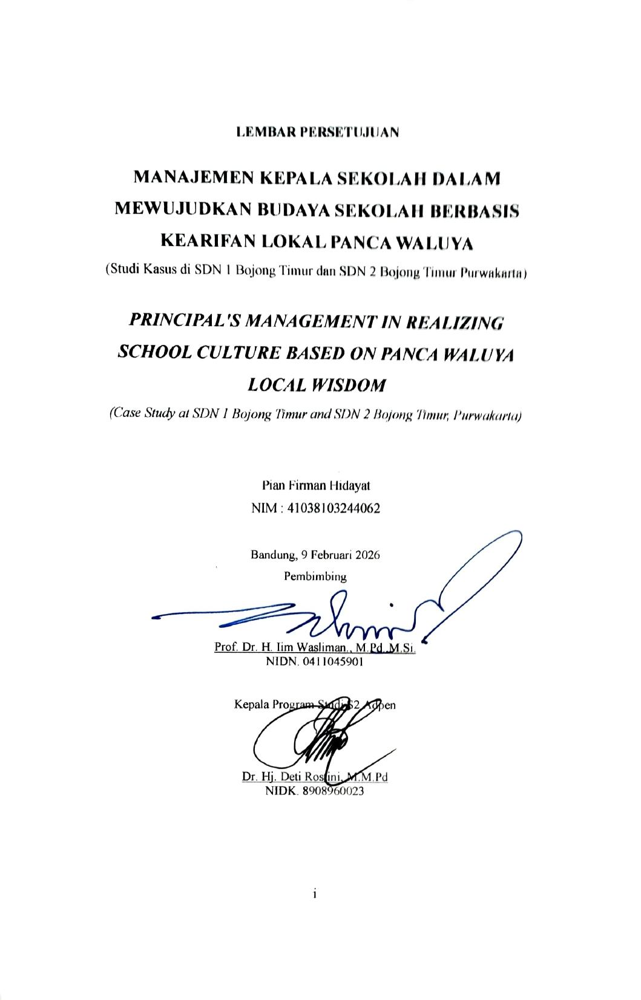 LEMBAR PERSETUJUAN
MANAJEMEN KEPALA SEKOLAH DALAM
MEWUJUDKAN BUDAYA SEKOLAH BERBASIS
KEARIFAN LOKAL PANCA WALUYA
(Studi Kasus di SDN 1 Bojong Timur dan SDN 2 Bojong Timur Purwakarta)
PRINCIPAL'S MANAGEMENT IN REALIZING
SCHOOL CULTURE BASED ON PANCA WALUYA
LOCAL WISDOM
(Case Study at SDN 1 Bojong Timur and SDN 2 Bojong Timur, Purwakarta)
Pian Firman Hidayat
NIM : 41038103244062
Bandung, 9 Februari 2026
Pembimbing
Prof. Dr. H. Iim Wasliman., M.Pd.,M.Si.
NIDN. 0411045901
Kepala Program Studi S2 Adpen
Dr. Hj. Deti Rostini, M.M.Pd
NIDK. 8908960023
i